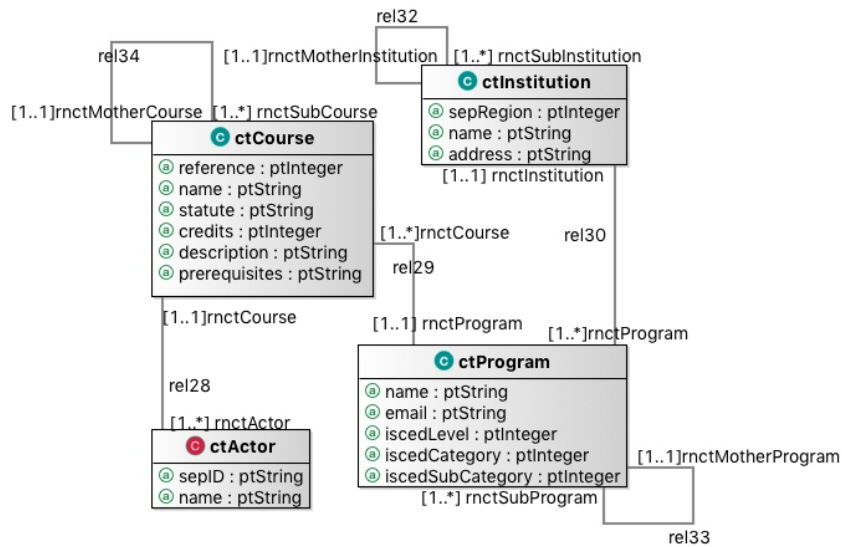 rel32
rel34
[1..1]rnctMotherInstitution
[1..*] rnctSubInstitution
C ctInstitution
a sepRegion : ptInteger
a name : ptString
a address : ptString
[1..1] rnctInstitution
[1..1]rnctMotherCourse
[1..*] rnctSubCourse
C ctCourse
a reference : ptInteger
a name : ptString
a statute : ptString
a credits : ptInteger
a description : ptString
a prerequisites : ptString
[1..*]rnctCourse
rel29
rel30
[1..1]rnctCourse
[1..1] rnctProgram
[1..*]rnctProgram
C ctProgram
a name : ptString
a email : ptString
a iscedLevel : ptInteger
a iscedCategory : ptInteger
a iscedSubCategory : ptInteger
rel28
[1..*] rnctActor
C ctActor
a sepID : ptString
a name : ptString
[1..1]rnctMotherProgram
[1..*] rnctSubProgram
rel33